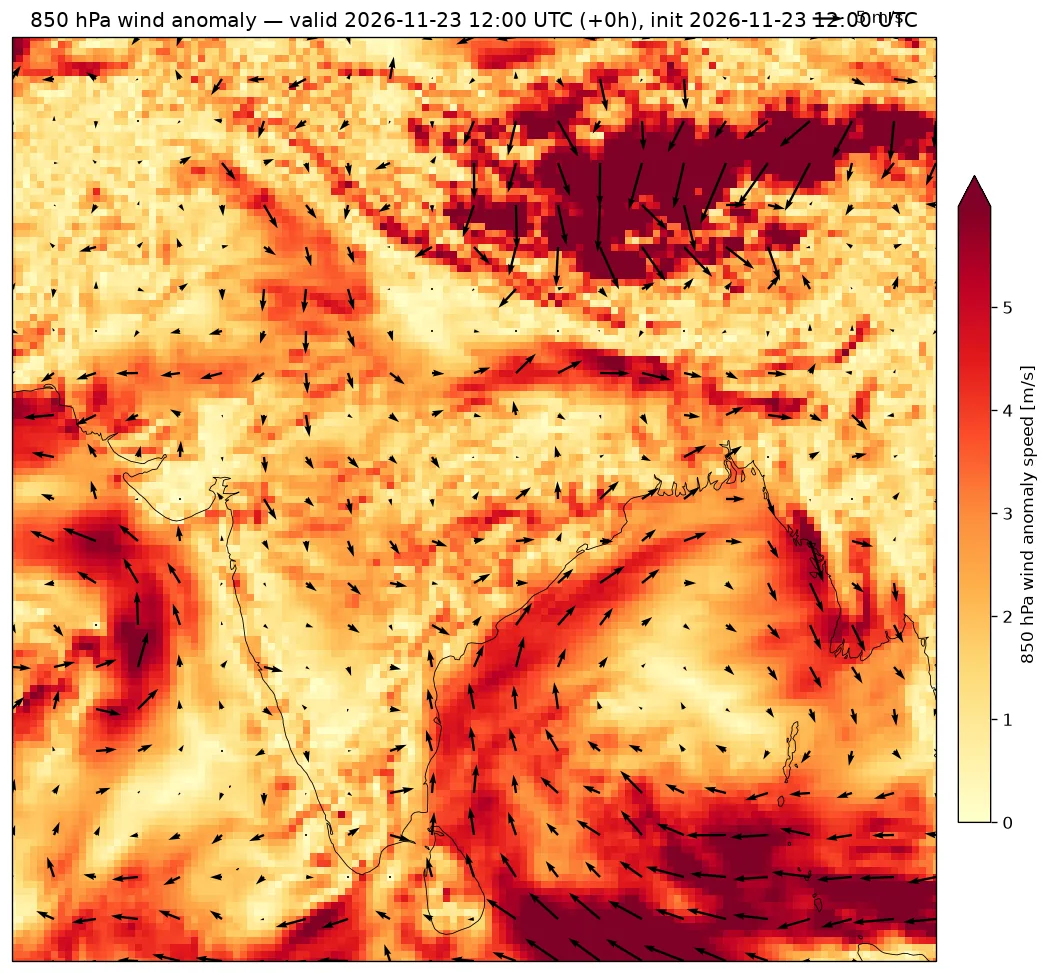 850 hPa wind anomaly — valid 2026-11-23 12:00 UTC (+0h), init 2026-11-23 12:00 UTC
5 m/s
5
4
3
2
1
0
850 hPa wind anomaly speed [m/s]